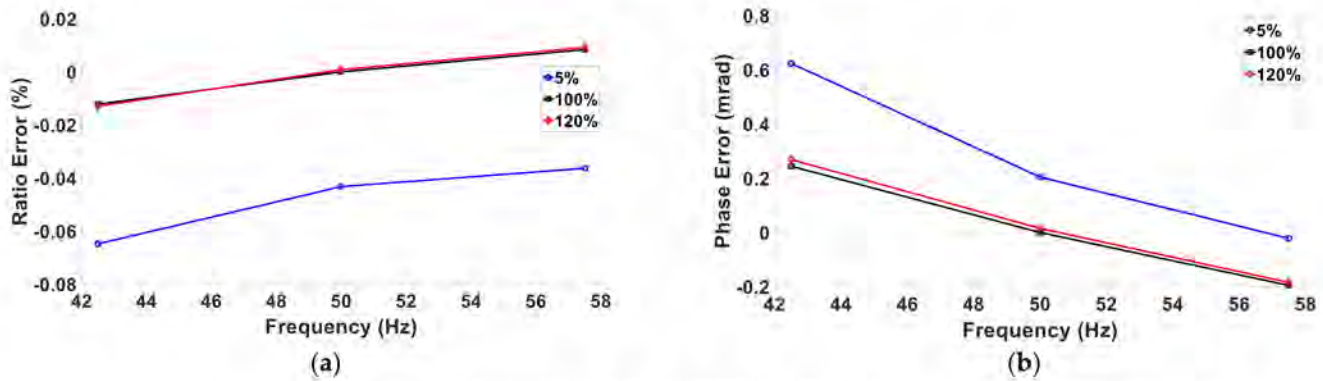 0.02
0
-0.02
-0.04
-0.06
-0.08
Ratio Error (%)
5%
100%
120%
42 44 46 48 50 52 54 56 58
Frequency (Hz)
(a)
0.8
0.6
0.4
0.2
0
-0.2
Phase Error (mrad)
5%
100%
120%
42 44 46 48 50 52 54 56 58
Frequency (Hz)
(b)